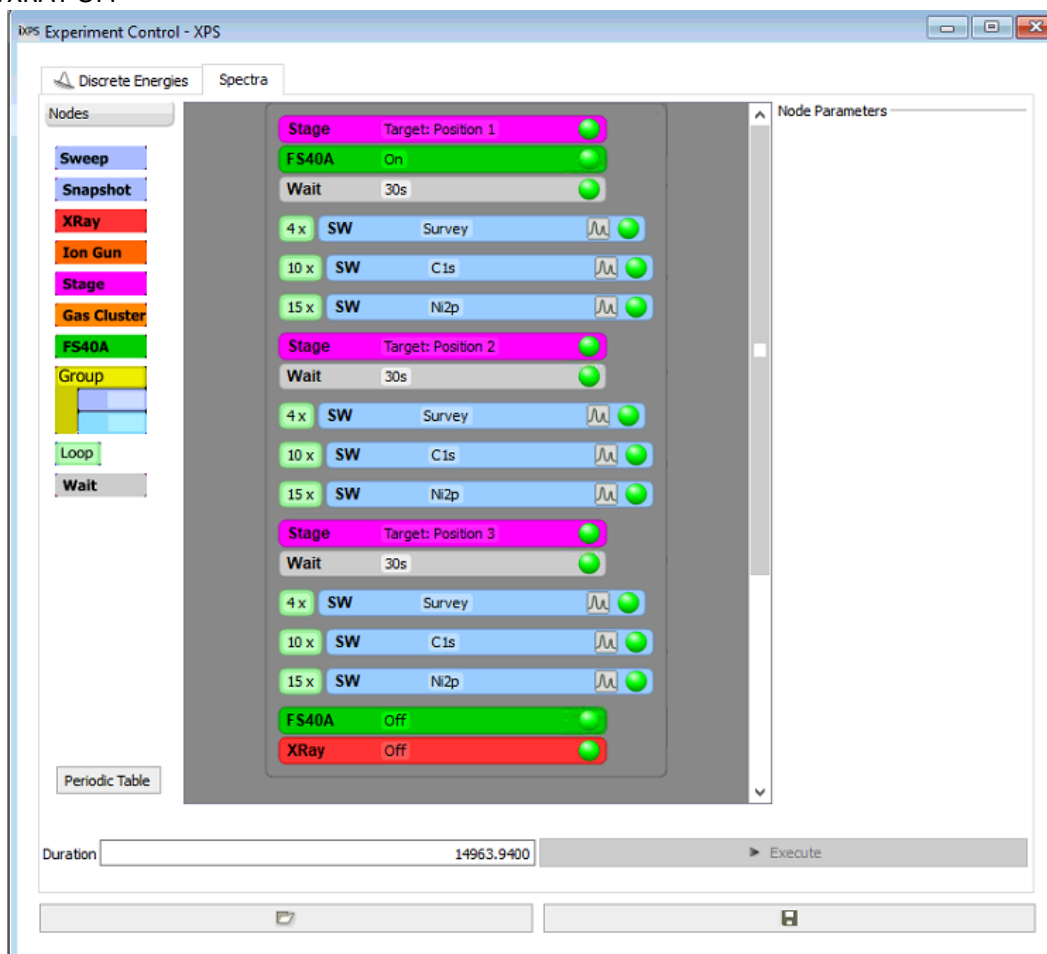 iXPS Experiment Control - XPS
Discrete Energies Spectra
Nodes
Sweep
Snapshot
XRay
Ion Gun
Stage
Gas Cluster
FS40A
Group
Loop
Wait
Periodic Table
Stage Target: Position 1
FS40A On
Wait 30s
4 x SW Survey
10 x SW C1s
15 x SW Ni2p
Stage Target: Position 2
Wait 30s
4 x SW Survey
10 x SW C1s
15 x SW Ni2p
Stage Target: Position 3
Wait 30s
4 x SW Survey
10 x SW C1s
15 x SW Ni2p
FS40A Off
XRay Off
Node Parameters
Duration 14963.9400
Execute